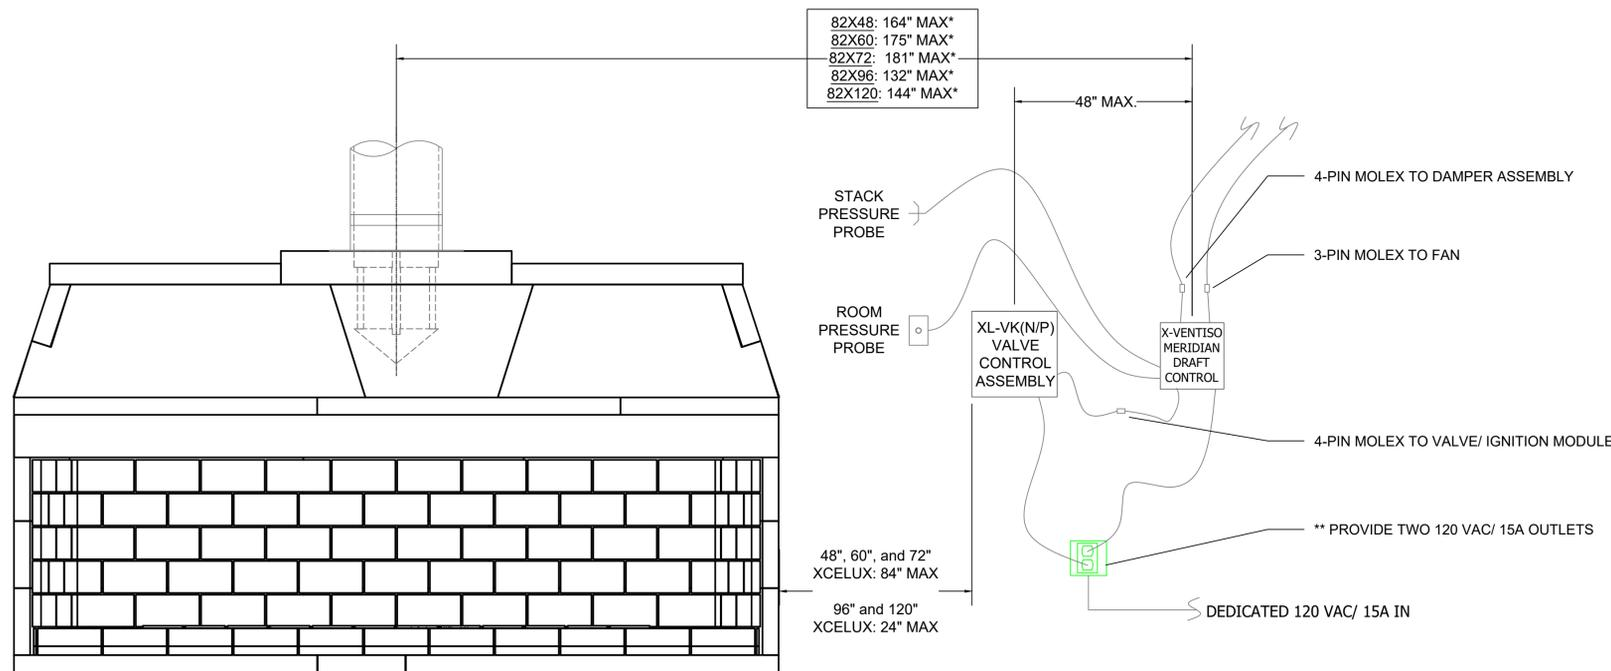 82X48: 164" MAX*
82X60: 175" MAX*
82X72: 181" MAX*
82X96: 132" MAX*
82X120: 144" MAX*
48" MAX.
4-PIN MOLEX TO DAMPER ASSEMBLY
STACK
PRESSURE
PROBE
3-PIN MOLEX TO FAN
ROOM
PRESSURE
PROBE
XL-VK(N/P)
VALVE
CONTROL
ASSEMBLY
X-VENTISO
MERIDIAN
DRAFT
CONTROL
4-PIN MOLEX TO VALVE/ IGNITION MODULE
** PROVIDE TWO 120 VAC/ 15A OUTLETS
48", 60", and 72"
XCELUX: 84" MAX
96" and 120"
XCELUX: 24" MAX
DEDICATED 120 VAC/ 15A IN